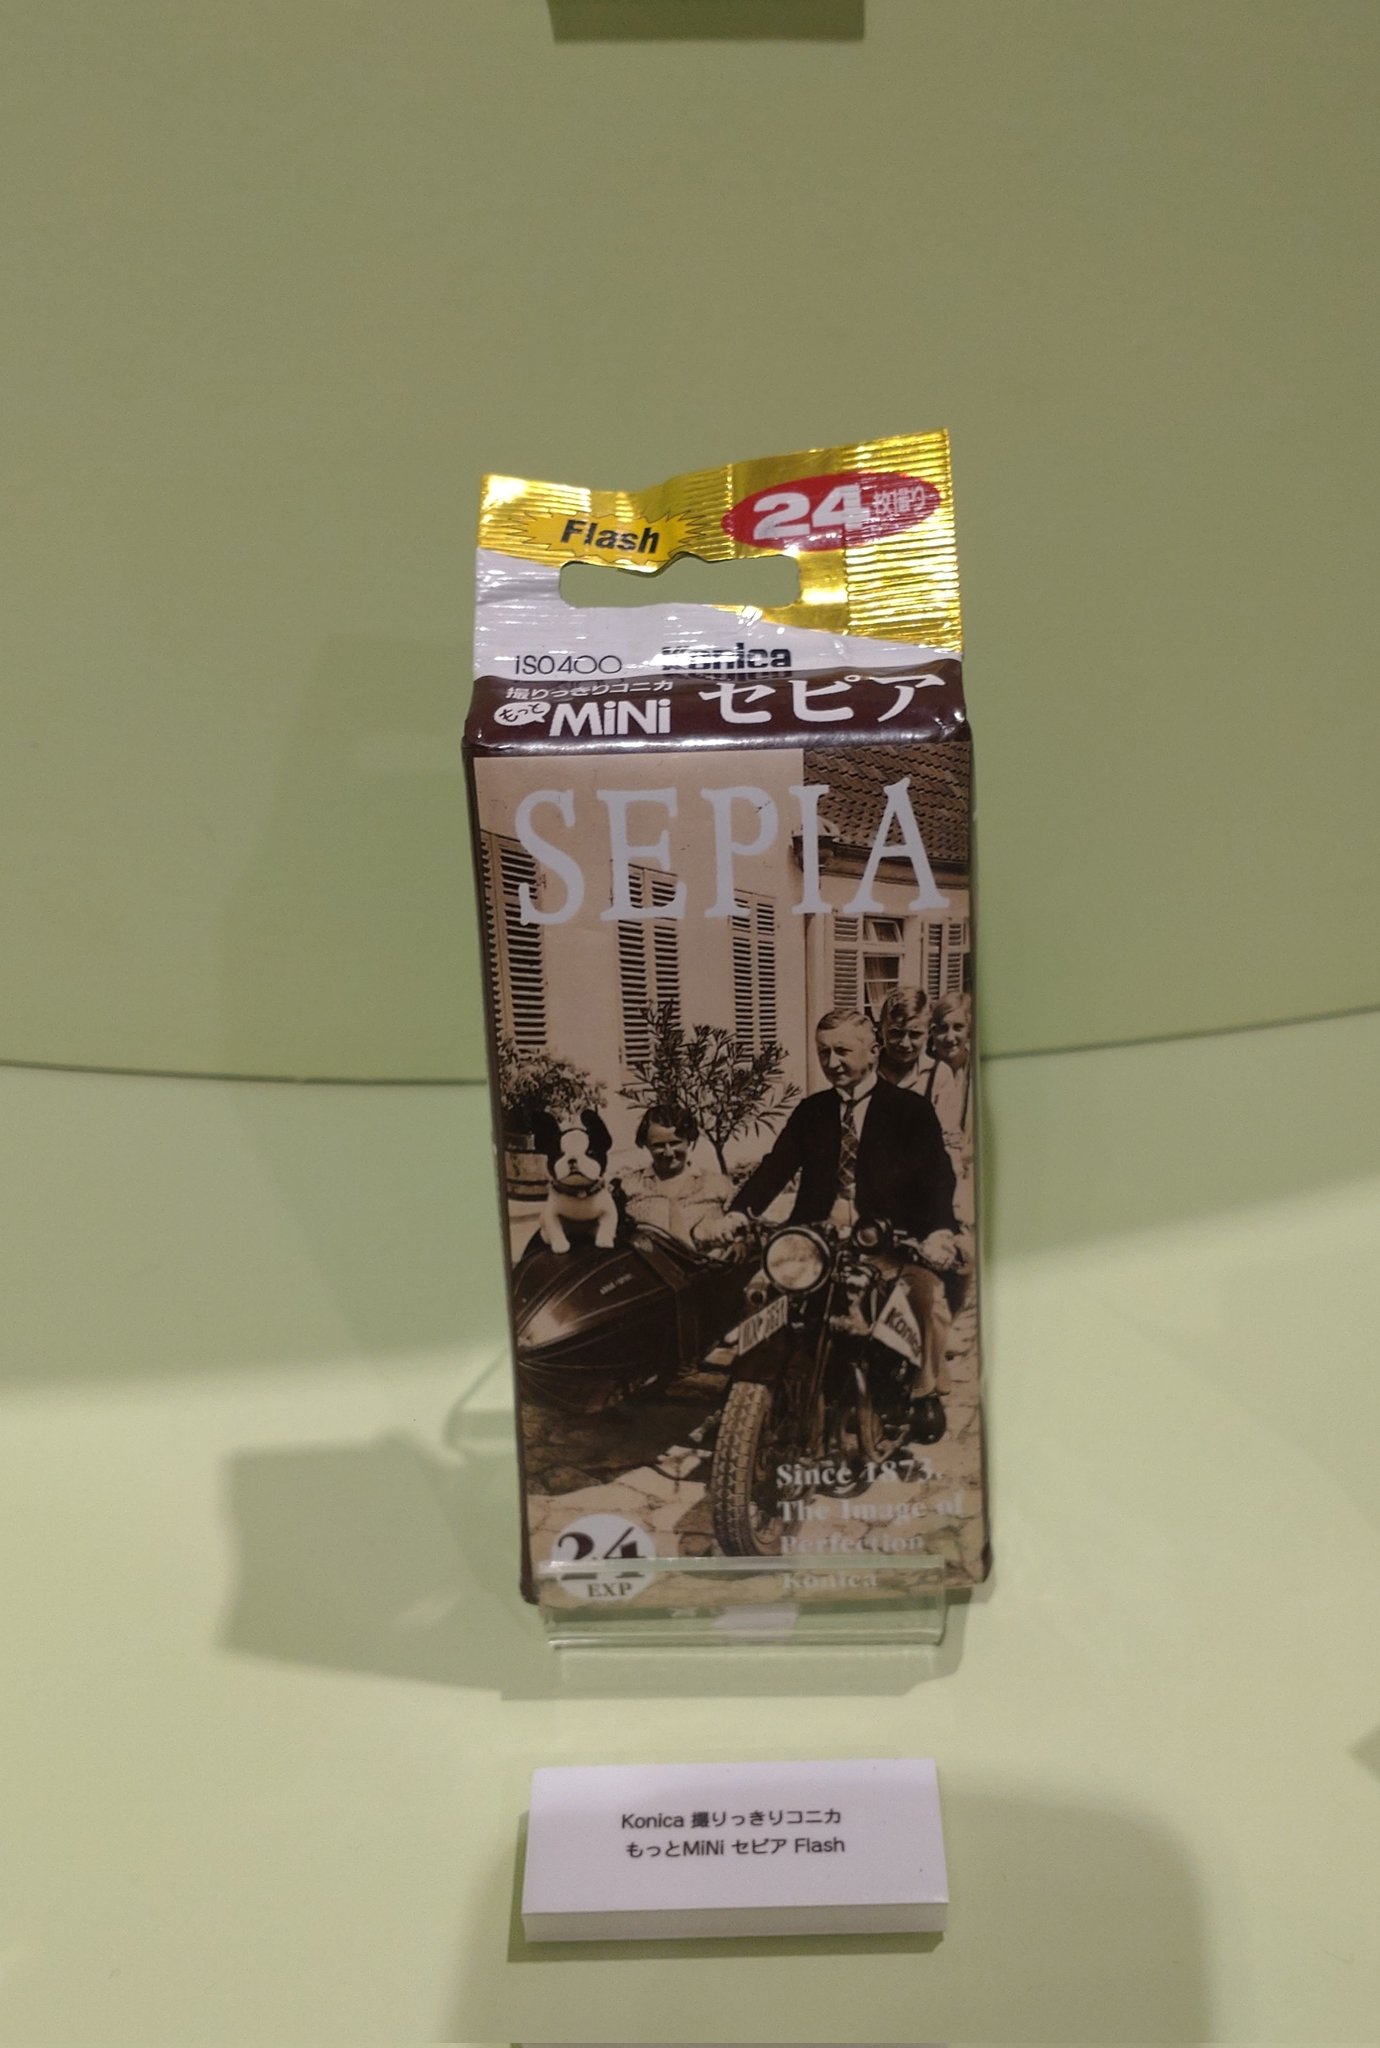 Flash
24枚撮り
ISO400 Konica
撮りっきりコニカ
もっと MiNi セピア
SEPIA
Konica
Since 1873.
The Image of
Perfection
Konica
24
EXP
Konica 撮りっきりコニカ
もっとMiNi セピア Flash